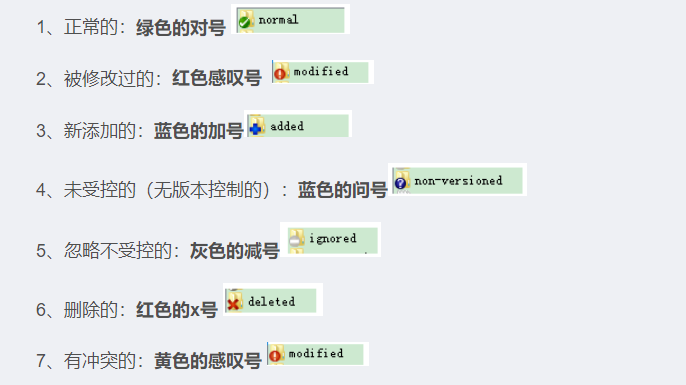 1、正常的：绿色的对号 normal
2、被修改过的：红色感叹号 modified
3、新添加的：蓝色的加号 added
4、未受控的（无版本控制的）：蓝色的问号 non-versioned
5、忽略不受控的：灰色的减号 ignored
6、删除的：红色的x号 deleted
7、有冲突的：黄色的感叹号 modified